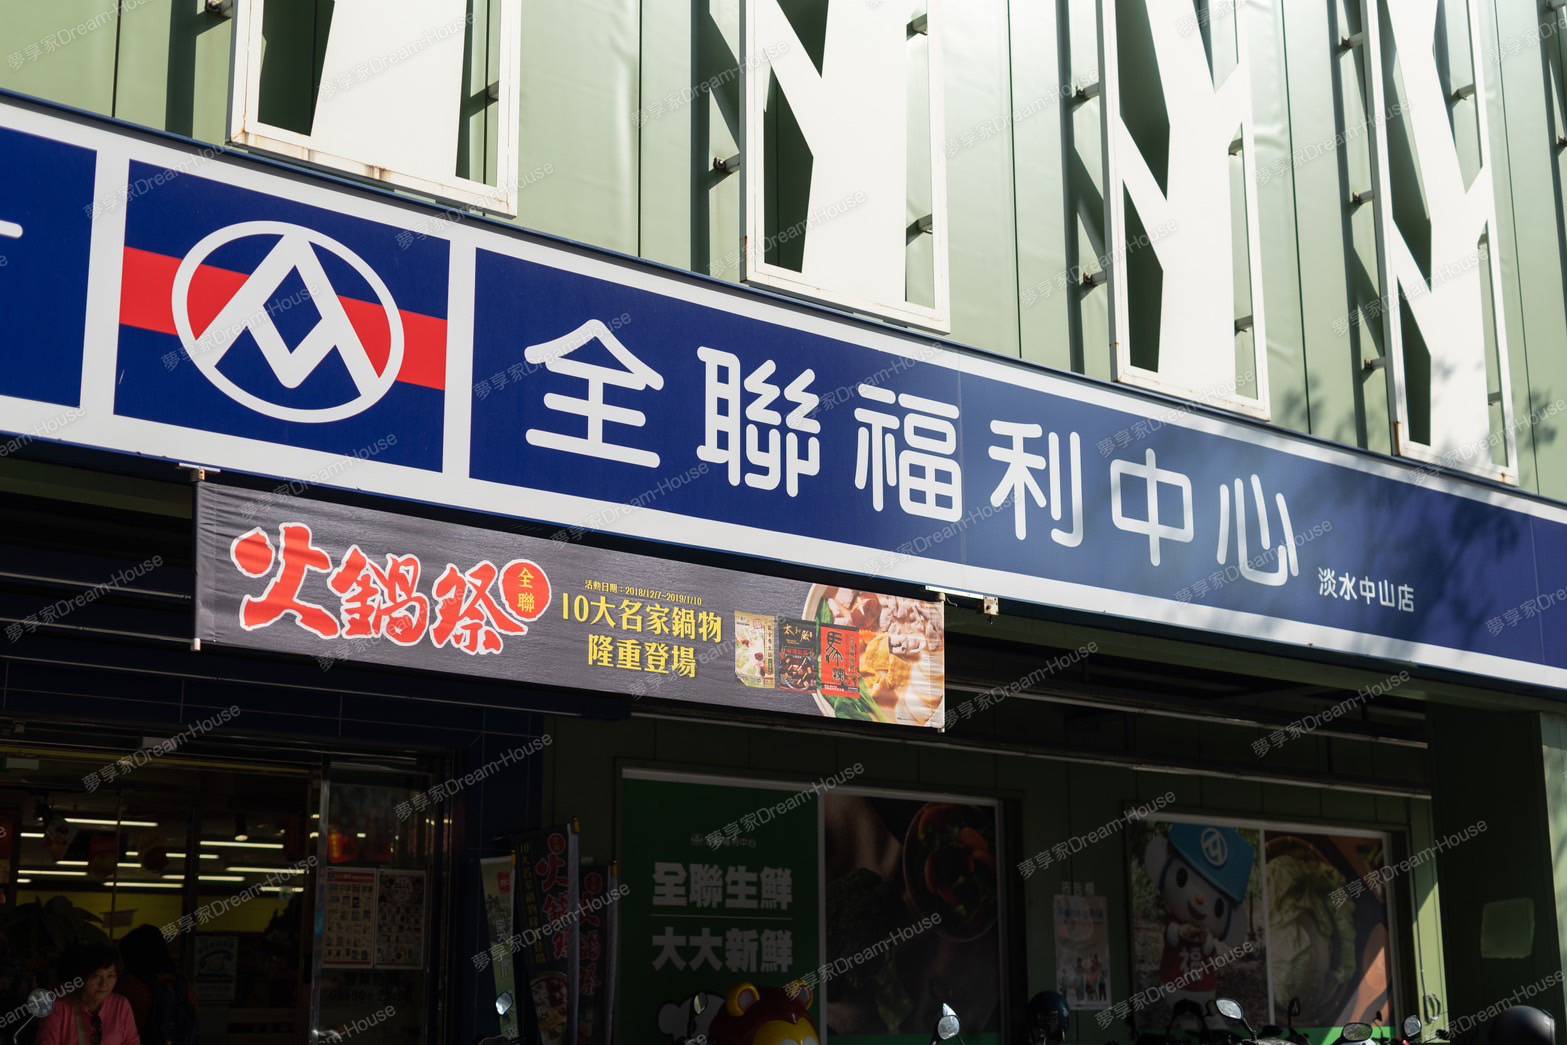 全聯福利中心
淡水中山店
火鍋祭
全聯
活動日期：2018/12/7~2019/1/10
10大名家鍋物
隆重登場
全聯生鮮
大大新鮮
夢享家Dream-House